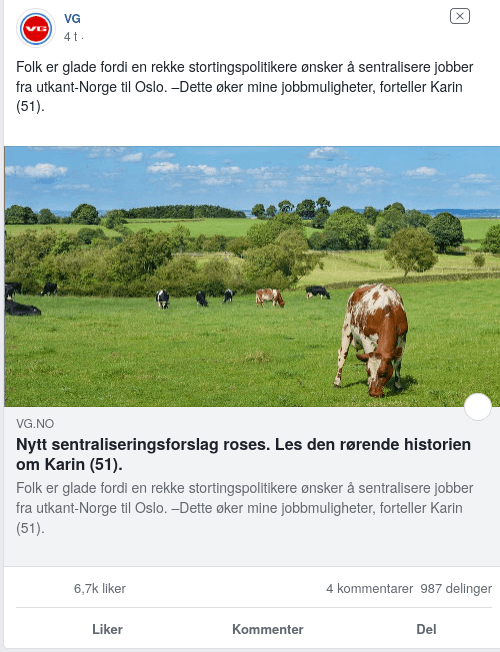 VG
VG
4 t ·
Folk er glade fordi en rekke stortingspolitikere ønsker å sentralisere jobber
fra utkant-Norge til Oslo. –Dette øker mine jobbmuligheter, forteller Karin
(51).
VG.NO
Nytt sentraliseringsforslag roses. Les den rørende historien
om Karin (51).
Folk er glade fordi en rekke stortingspolitikere ønsker å sentralisere jobber
fra utkant-Norge til Oslo. –Dette øker mine jobbmuligheter, forteller Karin
(51).
6,7k liker 4 kommentarer 987 delinger
Liker Kommenter Del